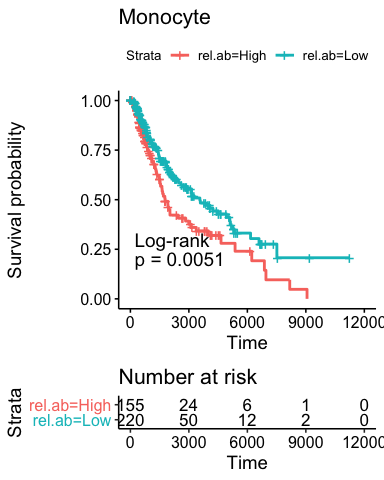 Monocyte
Strata rel.ab=High rel.ab=Low
Survival probability
1.00
0.75
0.50
0.25
0.00
Log-rank
p = 0.0051
0 3000 6000 9000 12000
Time
Number at risk
Strata
rel.ab=High 155 24 6 1 0
rel.ab=Low 220 50 12 2 0
0 3000 6000 9000 12000
Time